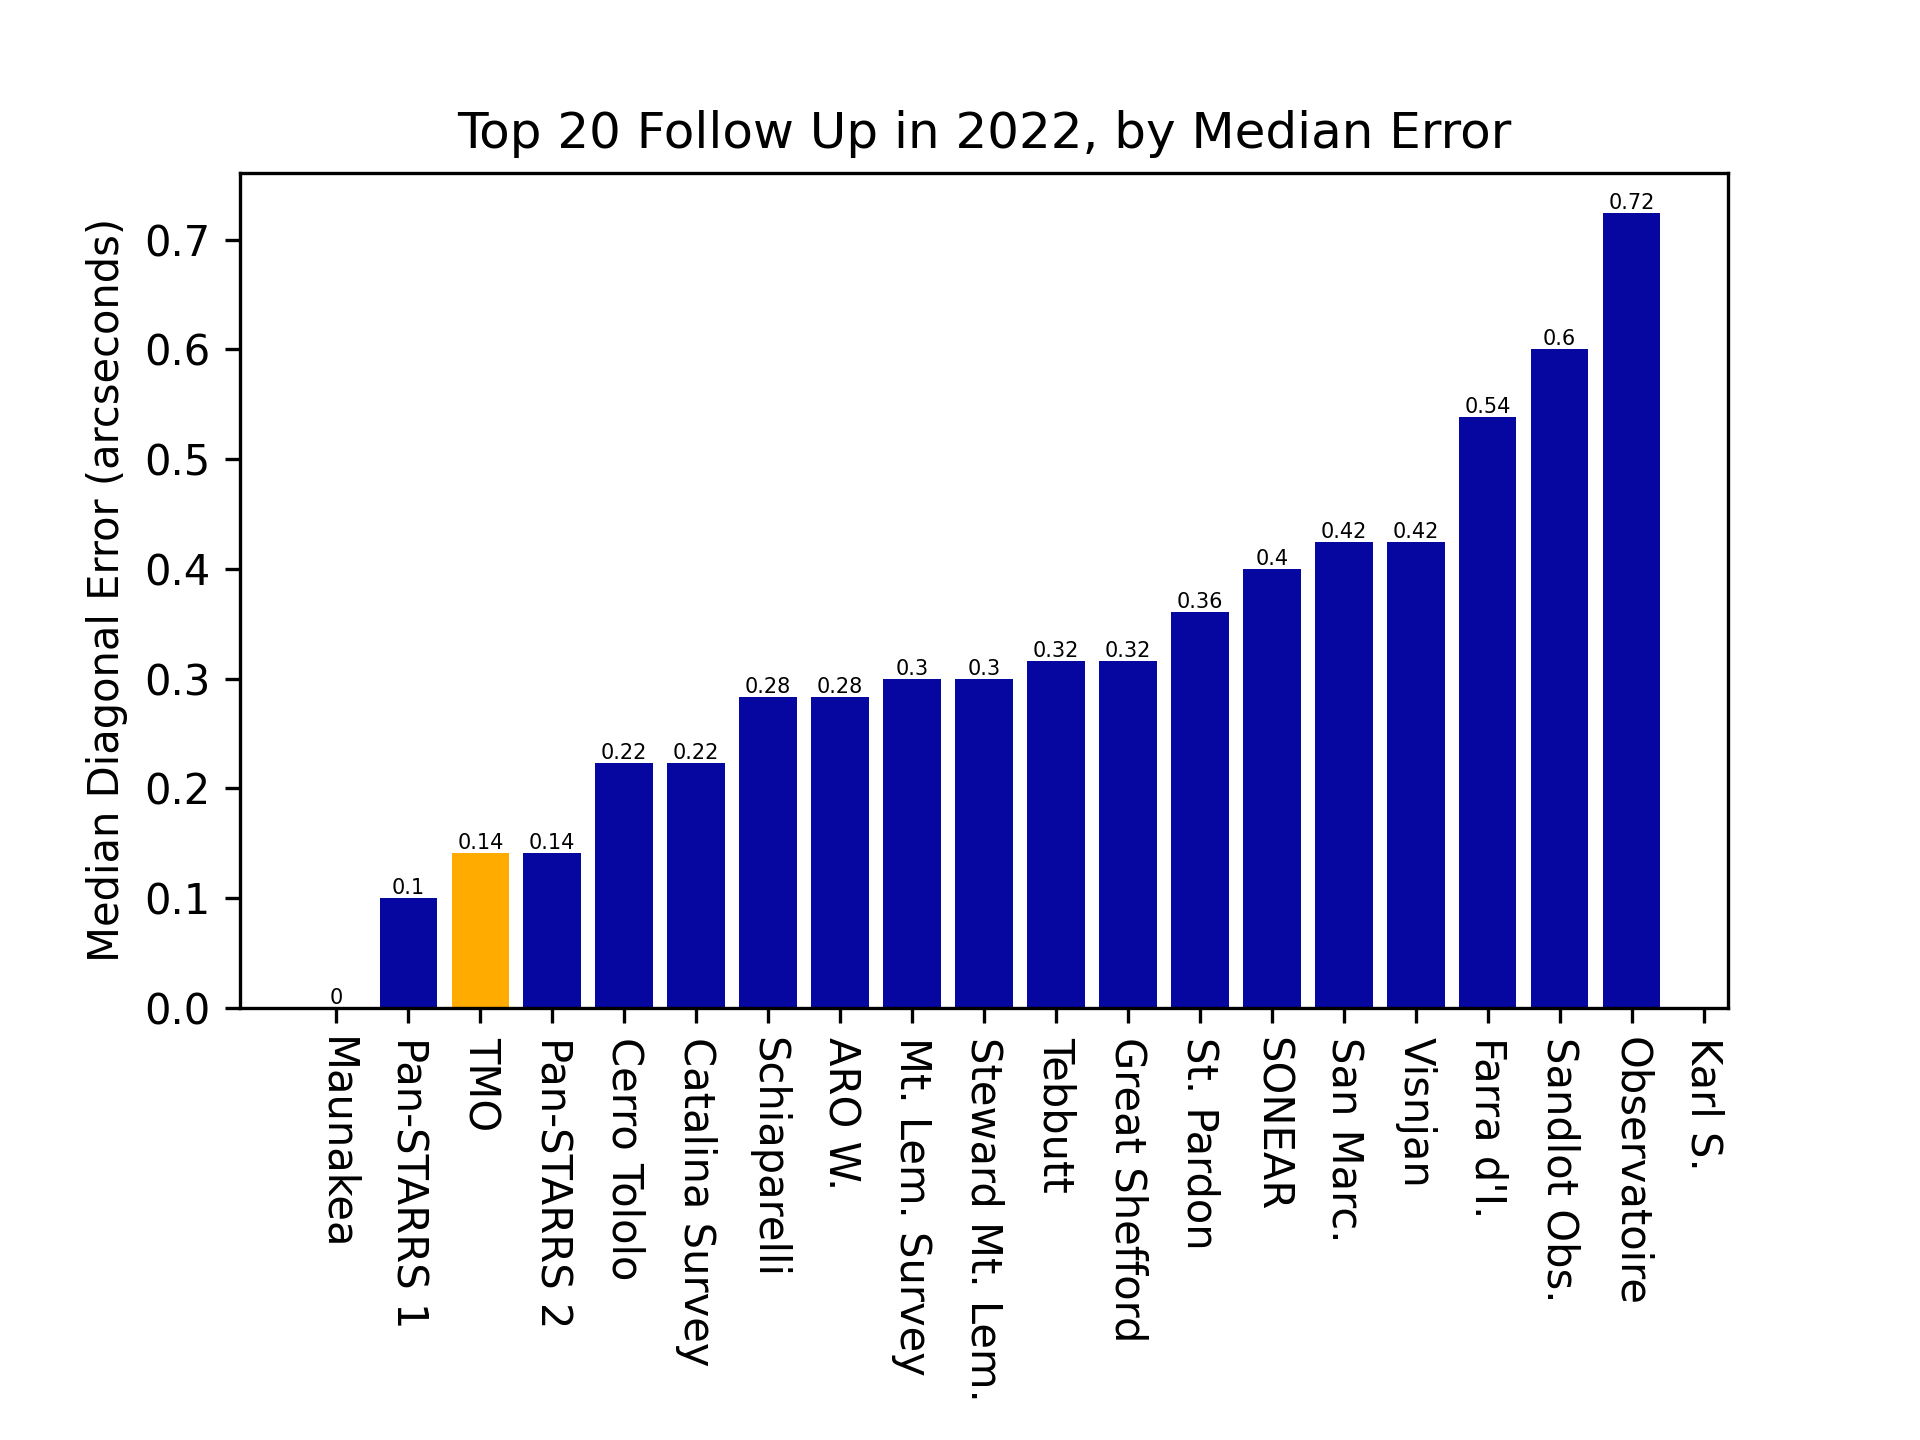 Top 20 Follow Up in 2022, by Median Error
Median Diagonal Error (arcseconds)
0.7
0.6
0.5
0.4
0.3
0.2
0.1
0.0
0
0.1
0.14
0.14
0.22
0.22
0.28
0.28
0.3
0.3
0.32
0.32
0.36
0.4
0.42
0.42
0.54
0.6
0.72
Maunakea
Pan-STARRS 1
TMO
Pan-STARRS 2
Cerro Tololo
Catalina Survey
Schiaparelli
ARO W.
Mt. Lem. Survey
Steward Mt. Lem.
Tebbutt
Great Shefford
St. Pardon
SONEAR
San Marc.
Visnjan
Farra d'I.
Sandlot Obs.
Observatoire
Karl S.